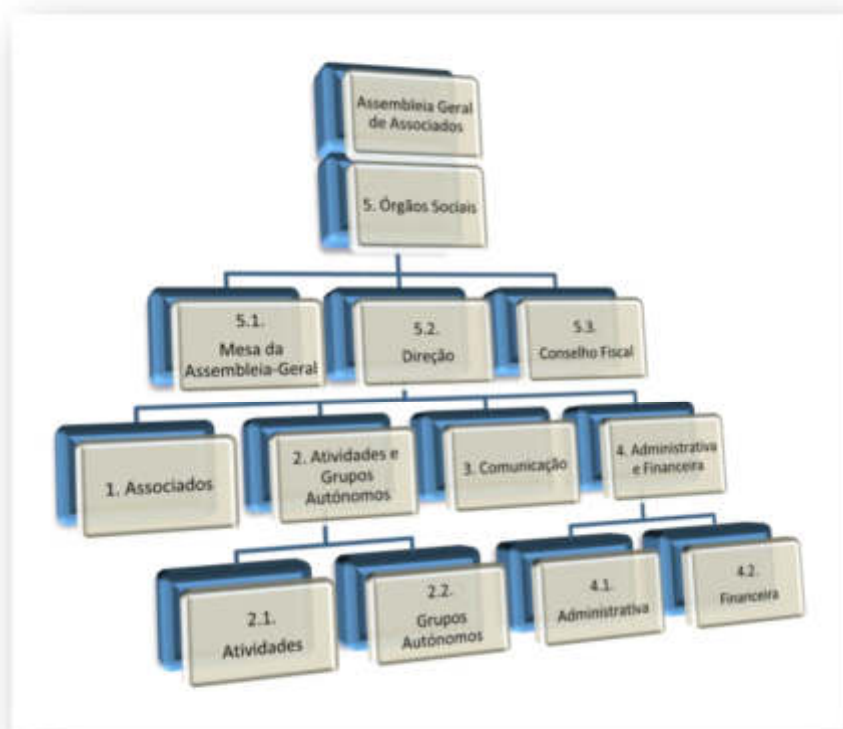 Assembleia Geral
de Associados
5. Órgãos Sociais
5.1.
Mesa da
Assembleia-Geral
5.2.
Direção
5.3.
Conselho Fiscal
1. Associados
2. Atividades e
Grupos
Autónomos
3. Comunicação
4. Administrativa
e Financeira
2.1.
Atividades
2.2.
Grupos
Autónomos
4.1.
Administrativa
4.2.
Financeira